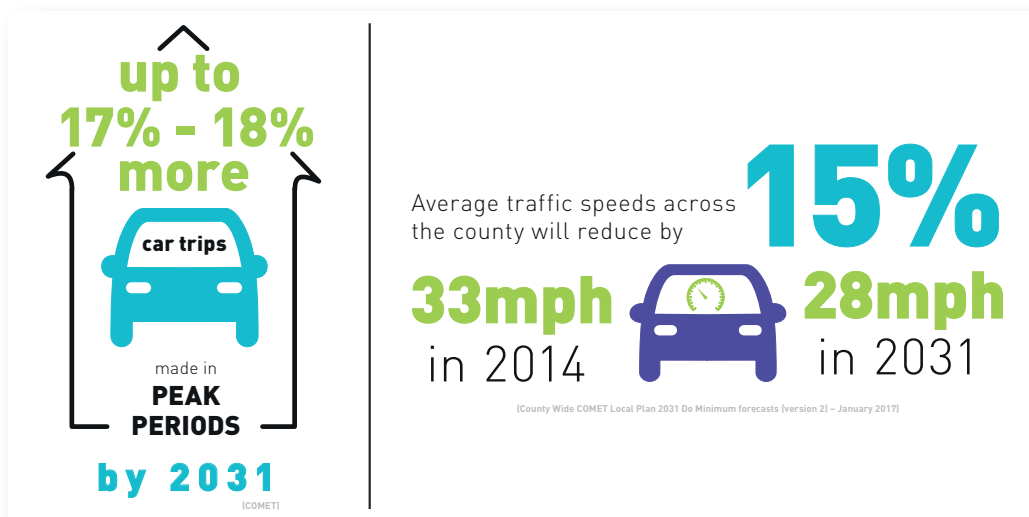 up to
17% - 18%
more
car trips
made in
PEAK
PERIODS
by 2031
(COMET)
Average traffic speeds across
the county will reduce by
15%
33mph
in 2014
28mph
in 2031
(County Wide COMET Local Plan 2031 Do Minimum forecasts (version 2) – January 2017)